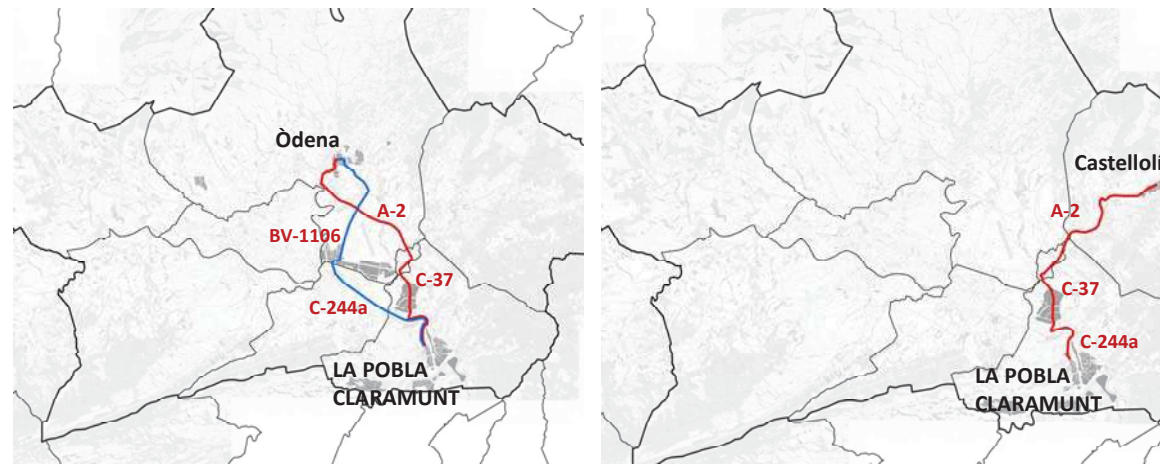 Òdena
A-2
BV-1106
C-37
C-244a
LA POBLA
CLARAMUNT
Castellolí
A-2
C-37
C-244a
LA POBLA
CLARAMUNT